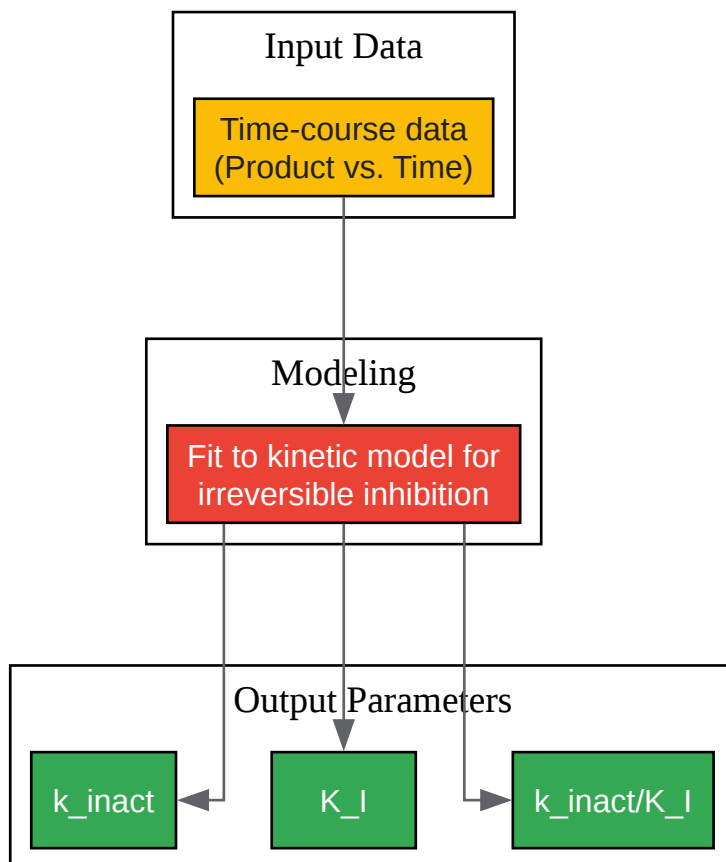 Input Data
Time-course data
(Product vs. Time)
Modeling
Fit to kinetic model for
irreversible inhibition
Output Parameters
k_inact
K_I
k_inact/K_I